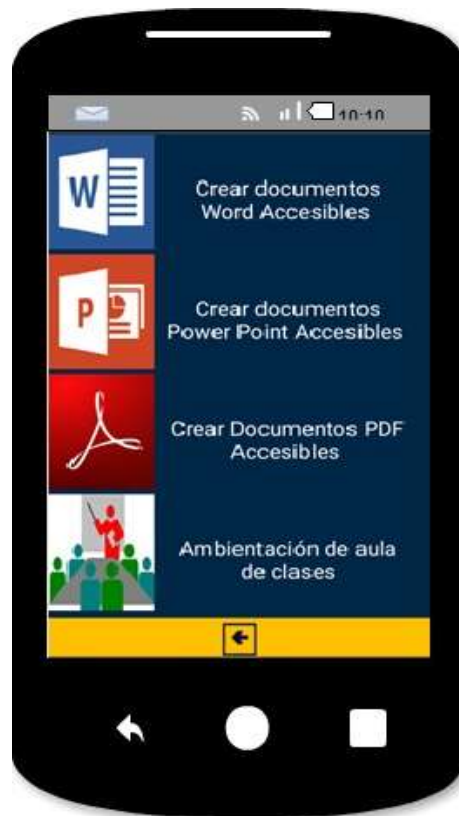 10:10
W
Crear documentos
Word Accesibles
P
Crear documentos
Power Point Accesibles
Crear Documentos PDF
Accesibles
Ambientación de aula
de clases